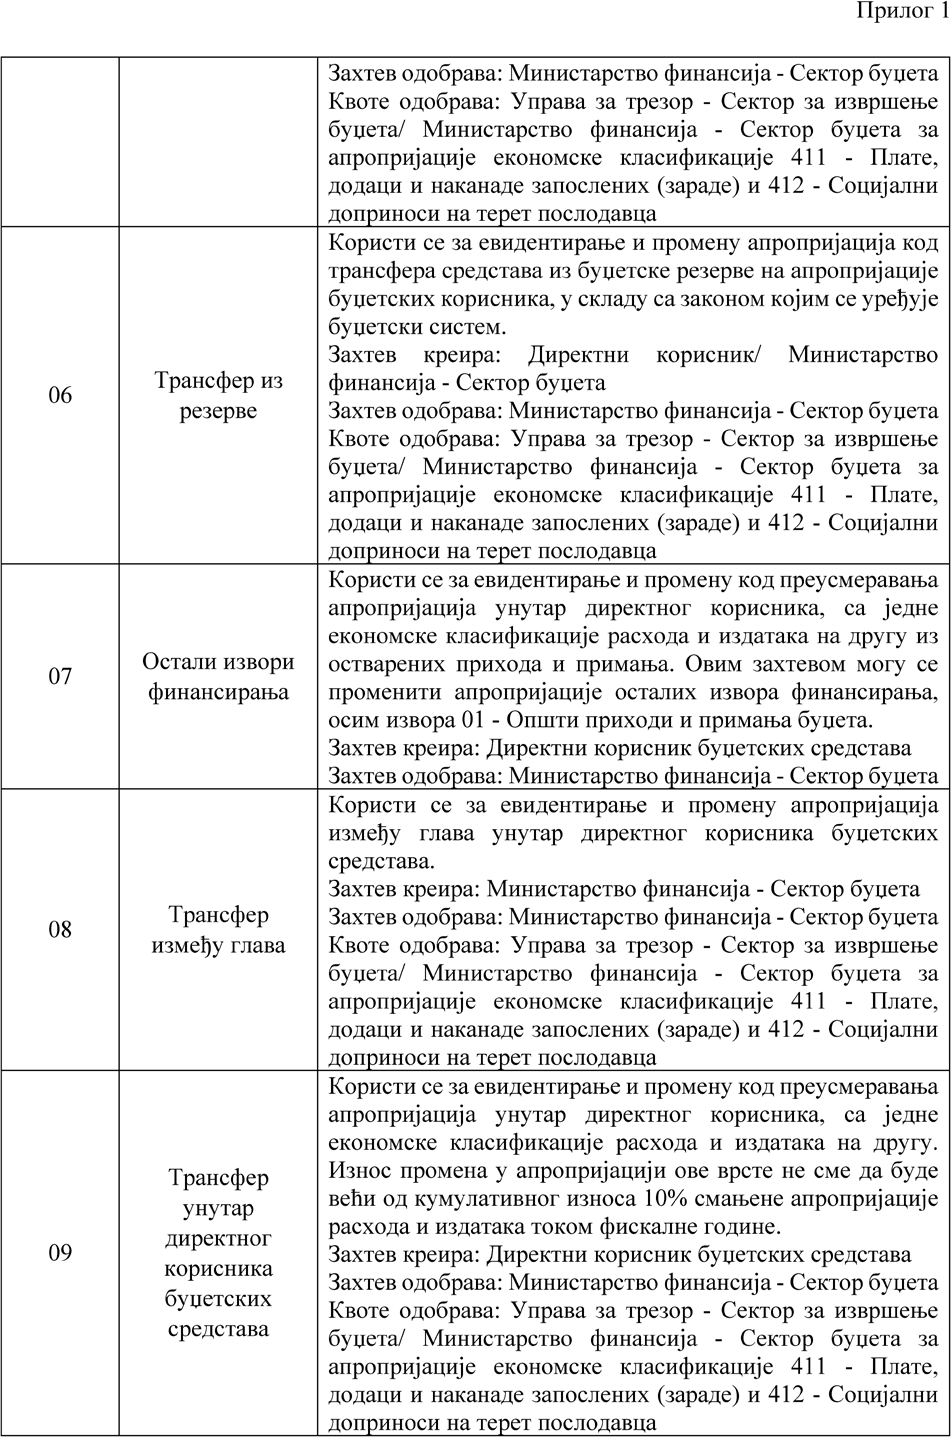 Прилог 1
Захтев одобрава: Министарство финансија - Сектор буџета
Квоте одобрава: Управа за трезор - Сектор за извршење
буџета/ Министарство финансија - Сектор буџета за
апропријације економске класификације 411 - Плате,
додаци и наканаде запослених (зараде) и 412 - Социјални
доприноси на терет послодавца
06
Трансфер из
резерве
Користи се за евидентирање и промену апропријација код
трансфера средстава из буџетске резерве на апропријације
буџетских корисника, у складу са законом којим се уређује
буџетски систем.
Захтев креира: Директни корисник/ Министарство
финансија - Сектор буџета
Захтев одобрава: Министарство финансија - Сектор буџета
Квоте одобрава: Управа за трезор - Сектор за извршење
буџета/ Министарство финансија - Сектор буџета за
апропријације економске класификације 411 - Плате,
додаци и наканаде запослених (зараде) и 412 - Социјални
доприноси на терет послодавца
07
Остали извори
финансирања
Користи се за евидентирање и промену код преусмеравања
апропријација унутар директног корисника, са једне
економске класификације расхода и издатака на другу из
остварених прихода и примања. Овим захтевом могу се
променити апропријације осталих извора финансирања,
осим извора 01 - Општи приходи и примања буџета.
Захтев креира: Директни корисник буџетских средстава
Захтев одобрава: Министарство финансија - Сектор буџета
08
Трансфер
између глава
Користи се за евидентирање и промену апропријација
између глава унутар директног корисника буџетских
средстава.
Захтев креира: Министарство финансија - Сектор буџета
Захтев одобрава: Министарство финансија - Сектор буџета
Квоте одобрава: Управа за трезор - Сектор за извршење
буџета/ Министарство финансија - Сектор буџета за
апропријације економске класификације 411 - Плате,
додаци и наканаде запослених (зараде) и 412 - Социјални
доприноси на терет послодавца
09
Трансфер
унутар
директног
корисника
буџетских
средстава
Користи се за евидентирање и промену код преусмеравања
апропријација унутар директног корисника, са једне
економске класификације расхода и издатака на другу.
Износ промена у апропријацији ове врсте не сме да буде
већи од кумулативног износа 10% смањене апропријације
расхода и издатака током фискалне године.
Захтев креира: Директни корисник буџетских средстава
Захтев одобрава: Министарство финансија - Сектор буџета
Квоте одобрава: Управа за трезор - Сектор за извршење
буџета/ Министарство финансија - Сектор буџета за
апропријације економске класификације 411 - Плате,
додаци и наканаде запослених (зараде) и 412 - Социјални
доприноси на терет послодавца